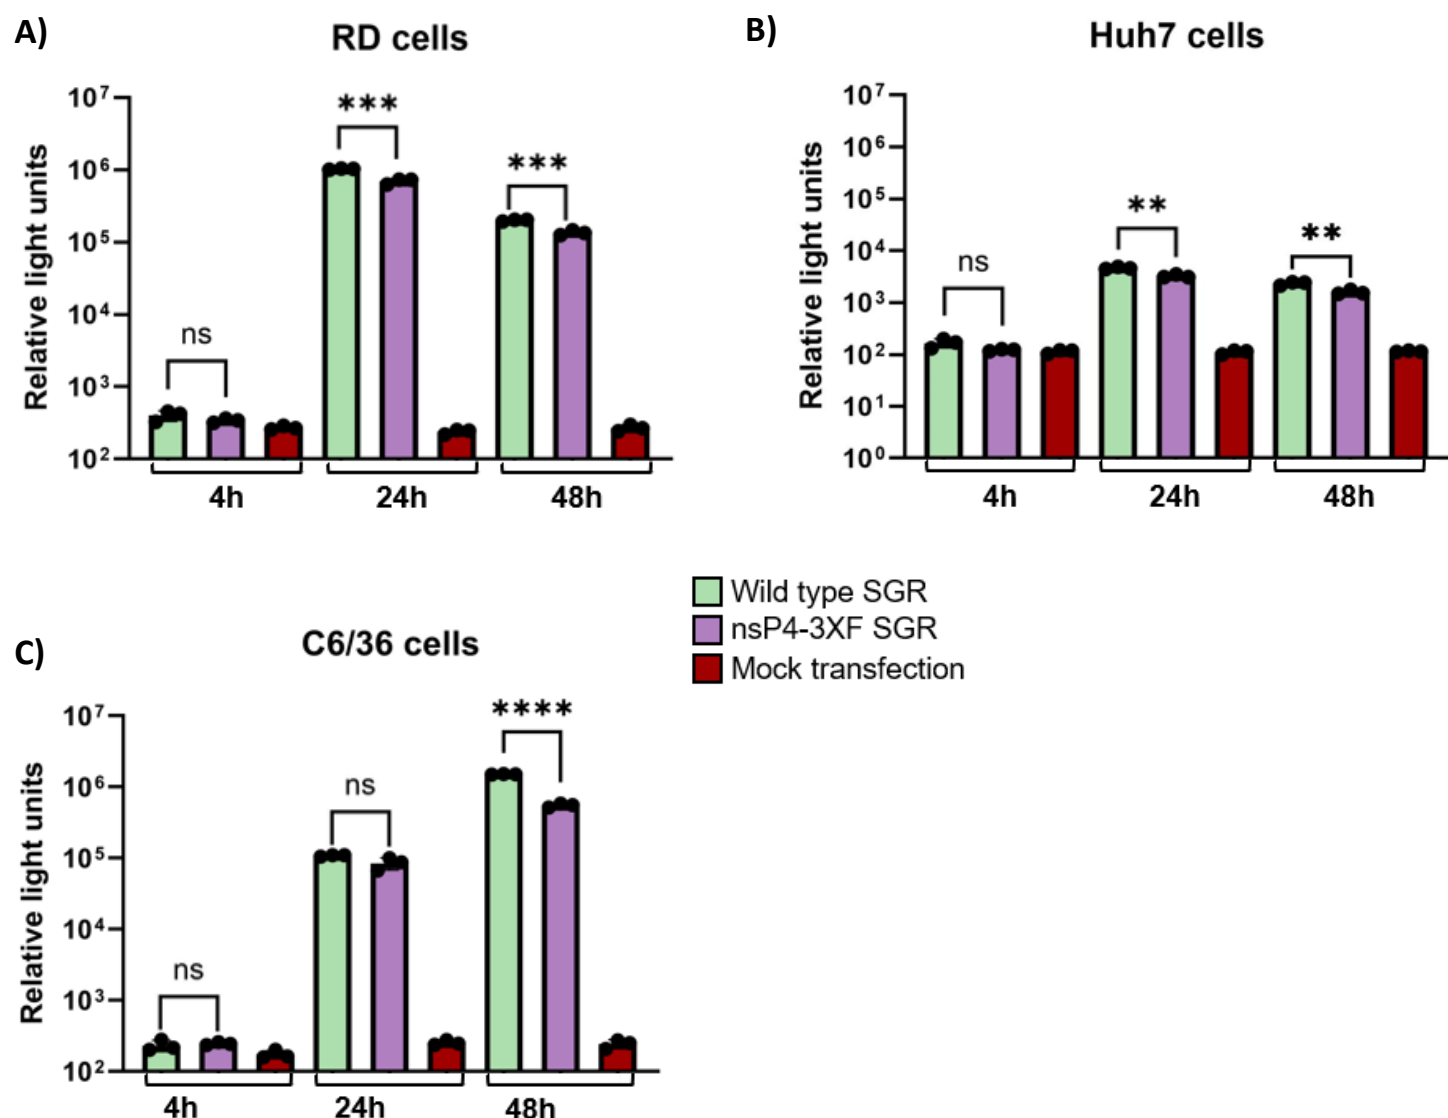 A)
RD cells
Relative light units
10⁷
10⁶
10⁵
10⁴
10³
10²
ns
***
***
4h
24h
48h
B)
Huh7 cells
Relative light units
10⁷
10⁶
10⁵
10⁴
10³
10²
10¹
10⁰
ns
**
**
4h
24h
48h
Wild type SGR
nsP4-3XF SGR
Mock transfection
C)
C6/36 cells
Relative light units
10⁷
10⁶
10⁵
10⁴
10³
10²
ns
ns
****
4h
24h
48h